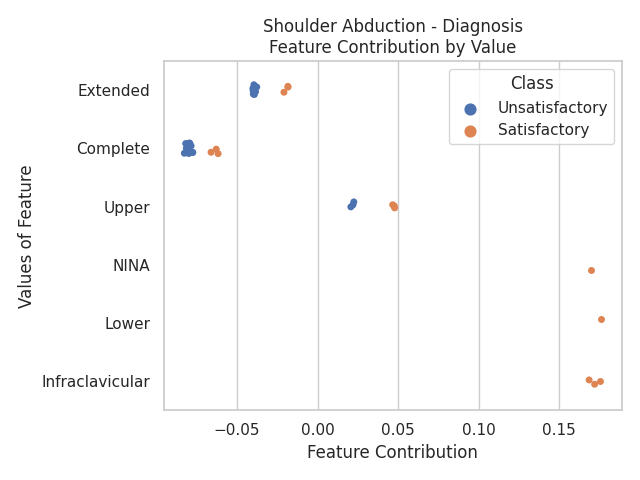 Shoulder Abduction - Diagnosis
Feature Contribution by Value
Class
Unsatisfactory
Satisfactory
Values of Feature
Extended
Complete
Upper
NINA
Lower
Infraclavicular
−0.05
0.00
0.05
0.10
0.15
Feature Contribution